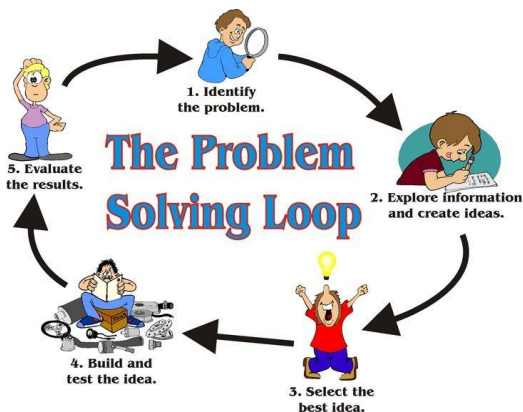 The Problem
Solving Loop
1. Identify
the problem.
2. Explore information
and create ideas.
3. Select the
best idea.
4. Build and
test the idea.
5. Evaluate
the results.